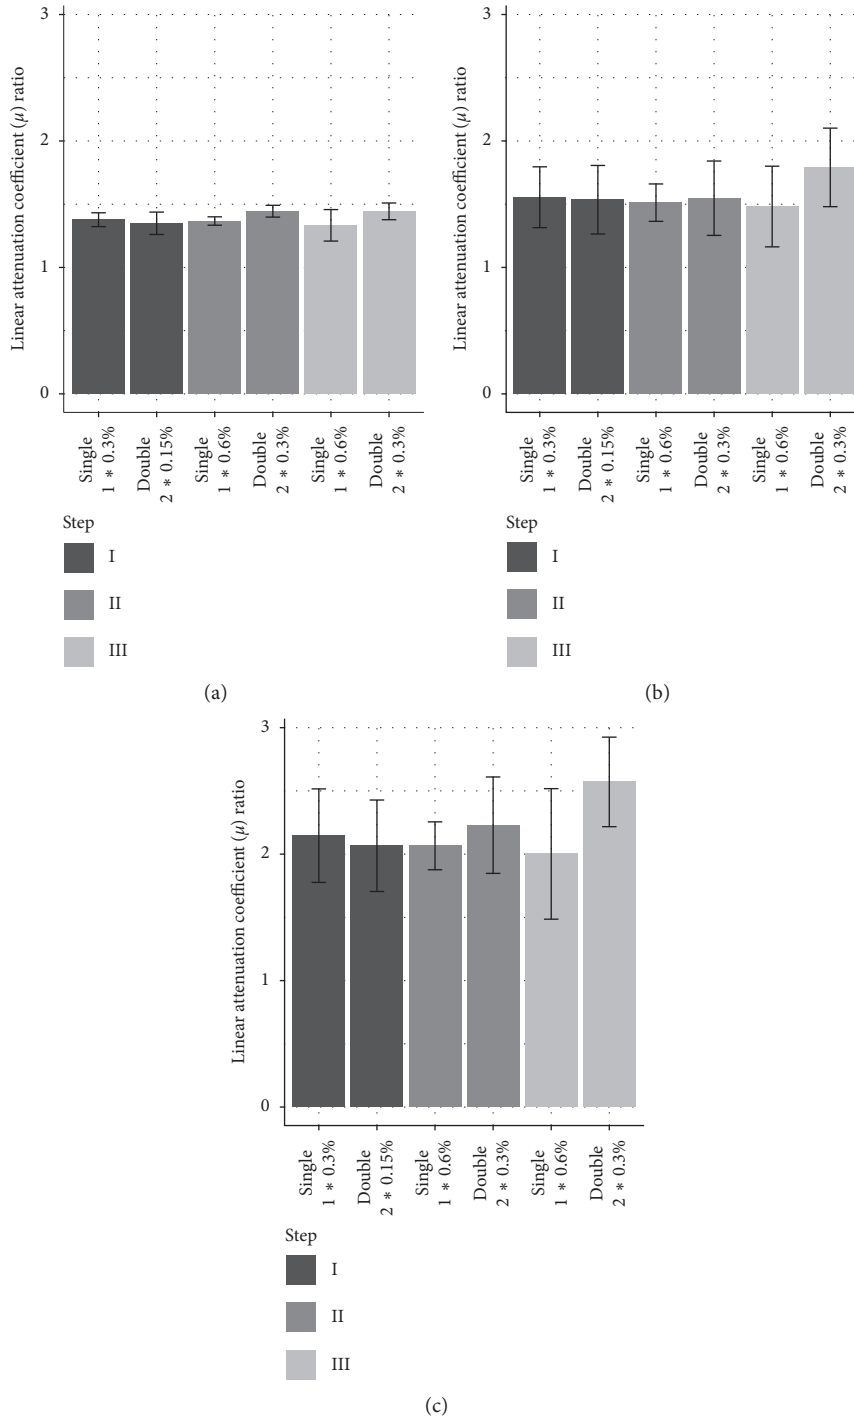 Linear attenuation coefficient (μ) ratio
3
2
1
0
Single
1 ∗ 0.3%
Double
2 ∗ 0.15%
Single
1 ∗ 0.6%
Double
2 ∗ 0.3%
Single
1 ∗ 0.6%
Double
2 ∗ 0.3%
Step
I
II
III
(a)
Linear attenuation coefficient (μ) ratio
3
2
1
0
Single
1 ∗ 0.3%
Double
2 ∗ 0.15%
Single
1 ∗ 0.6%
Double
2 ∗ 0.3%
Single
1 ∗ 0.6%
Double
2 ∗ 0.3%
Step
I
II
III
(b)
Linear attenuation coefficient (μ) ratio
3
2
1
0
Single
1 ∗ 0.3%
Double
2 ∗ 0.15%
Single
1 ∗ 0.6%
Double
2 ∗ 0.3%
Single
1 ∗ 0.6%
Double
2 ∗ 0.3%
Step
I
II
III
(c)